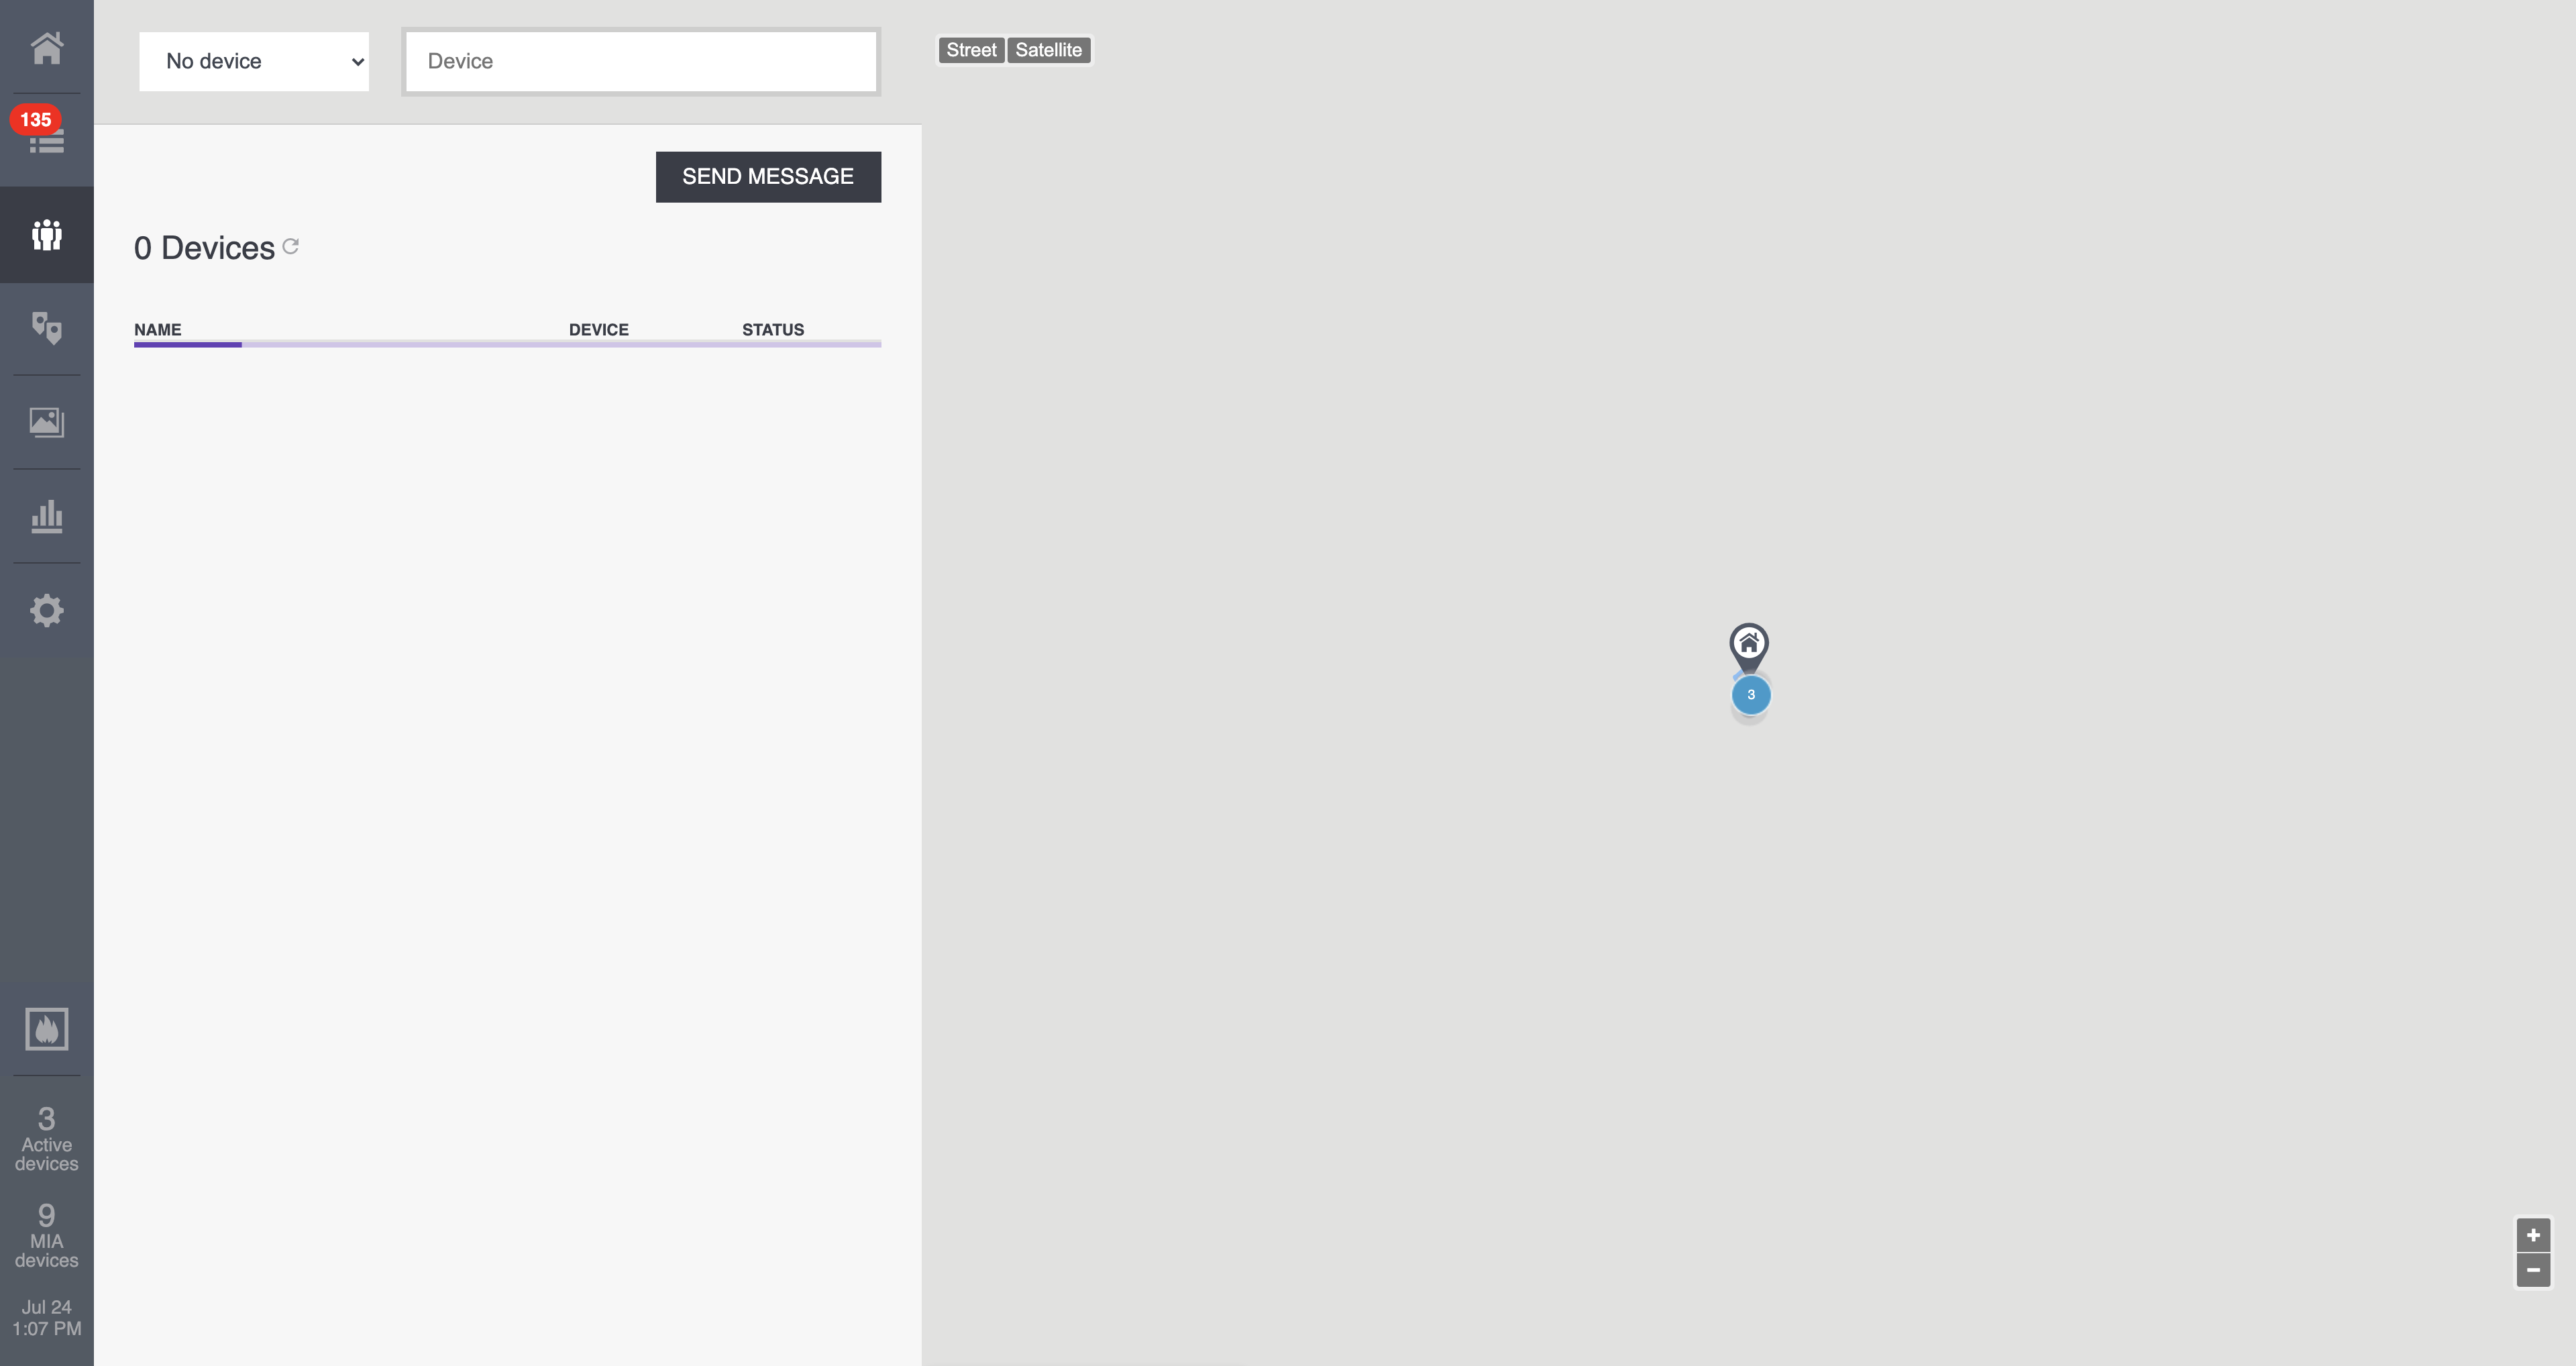 No device
Device
Street Satellite
135
SEND MESSAGE
0 Devices
NAME DEVICE STATUS
3
3
Active
devices
9
MIA
devices
Jul 24
1:07 PM